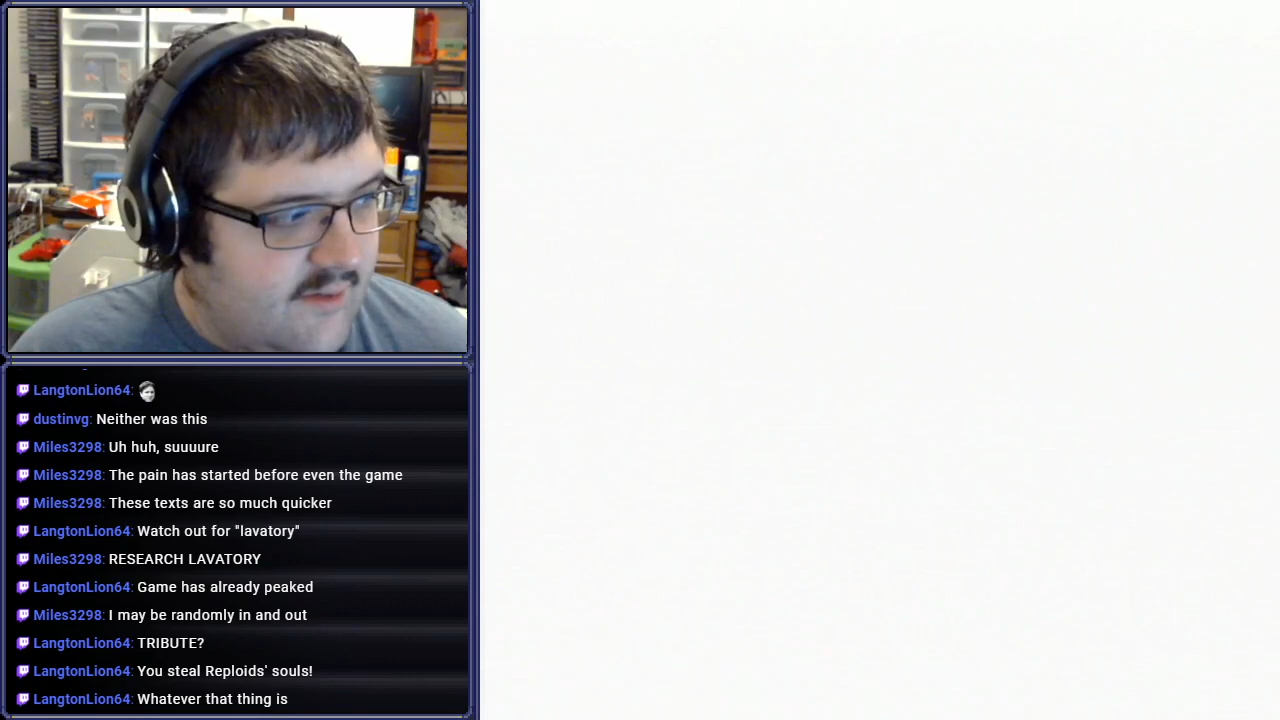 LangtonLion64:
dustinvg: Neither was this
Miles3298: Uh huh, suuuure
Miles3298: The pain has started before even the game
Miles3298: These texts are so much quicker
LangtonLion64: Watch out for "lavatory"
Miles3298: RESEARCH LAVATORY
LangtonLion64: Game has already peaked
Miles3298: I may be randomly in and out
LangtonLion64: TRIBUTE?
LangtonLion64: You steal Reploids' souls!
LangtonLion64: Whatever that thing is